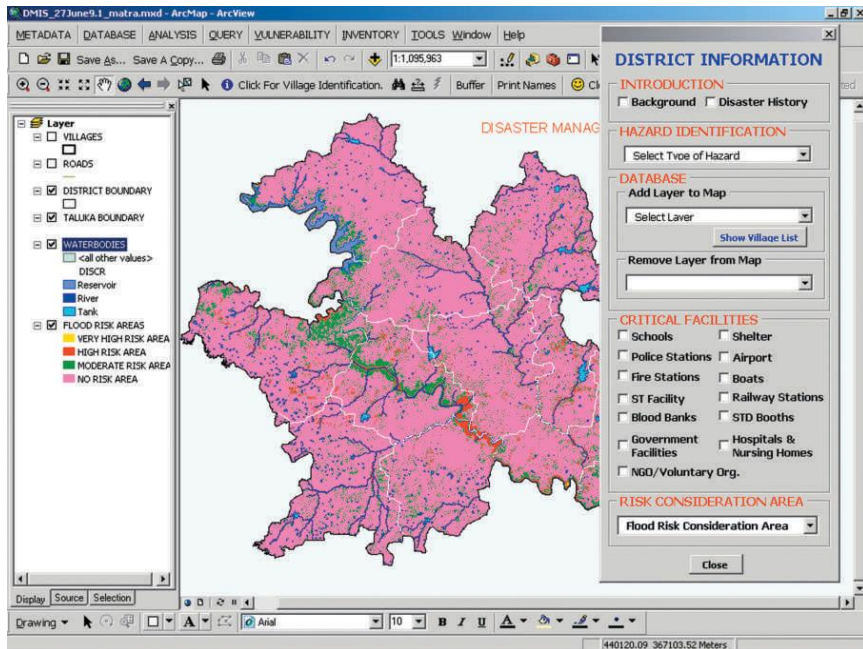 DMIS_27June9.1_matra.mxd - ArcMap - ArcView
METADATA DATABASE ANALYSIS QUERY VULNERABILITY INVENTORY TOOLS Window Help
Save As... Save A Copy... 1:1,095,963
Click For Village Identification. Buffer Print Names
Layer
VILLAGES
ROADS
DISTRICT BOUNDARY
TALUKA BOUNDARY
WATERBODIES
<all other values>
DISCR
Reservoir
River
Tank
FLOOD RISK AREAS
VERY HIGH RISK AREA
HIGH RISK AREA
MODERATE RISK AREA
NO RISK AREA
DISASTER MANAG
DISTRICT INFORMATION
INTRODUCTION
Background Disaster History
HAZARD IDENTIFICATION
Select Type of Hazard
DATABASE
Add Layer to Map
Select Layer
Show Village List
Remove Layer from Map
CRITICAL FACILITIES
Schools Shelter
Police Stations Airport
Fire Stations Boats
ST Facility Railway Stations
Blood Banks STD Booths
Government Facilities Hospitals & Nursing Homes
NGO/Voluntary Org.
RISK CONSIDERATION AREA
Flood Risk Consideration Area
Close
Display Source Selection
Drawing A Arial 10 B I U A
440120.09 367103.52 Meters